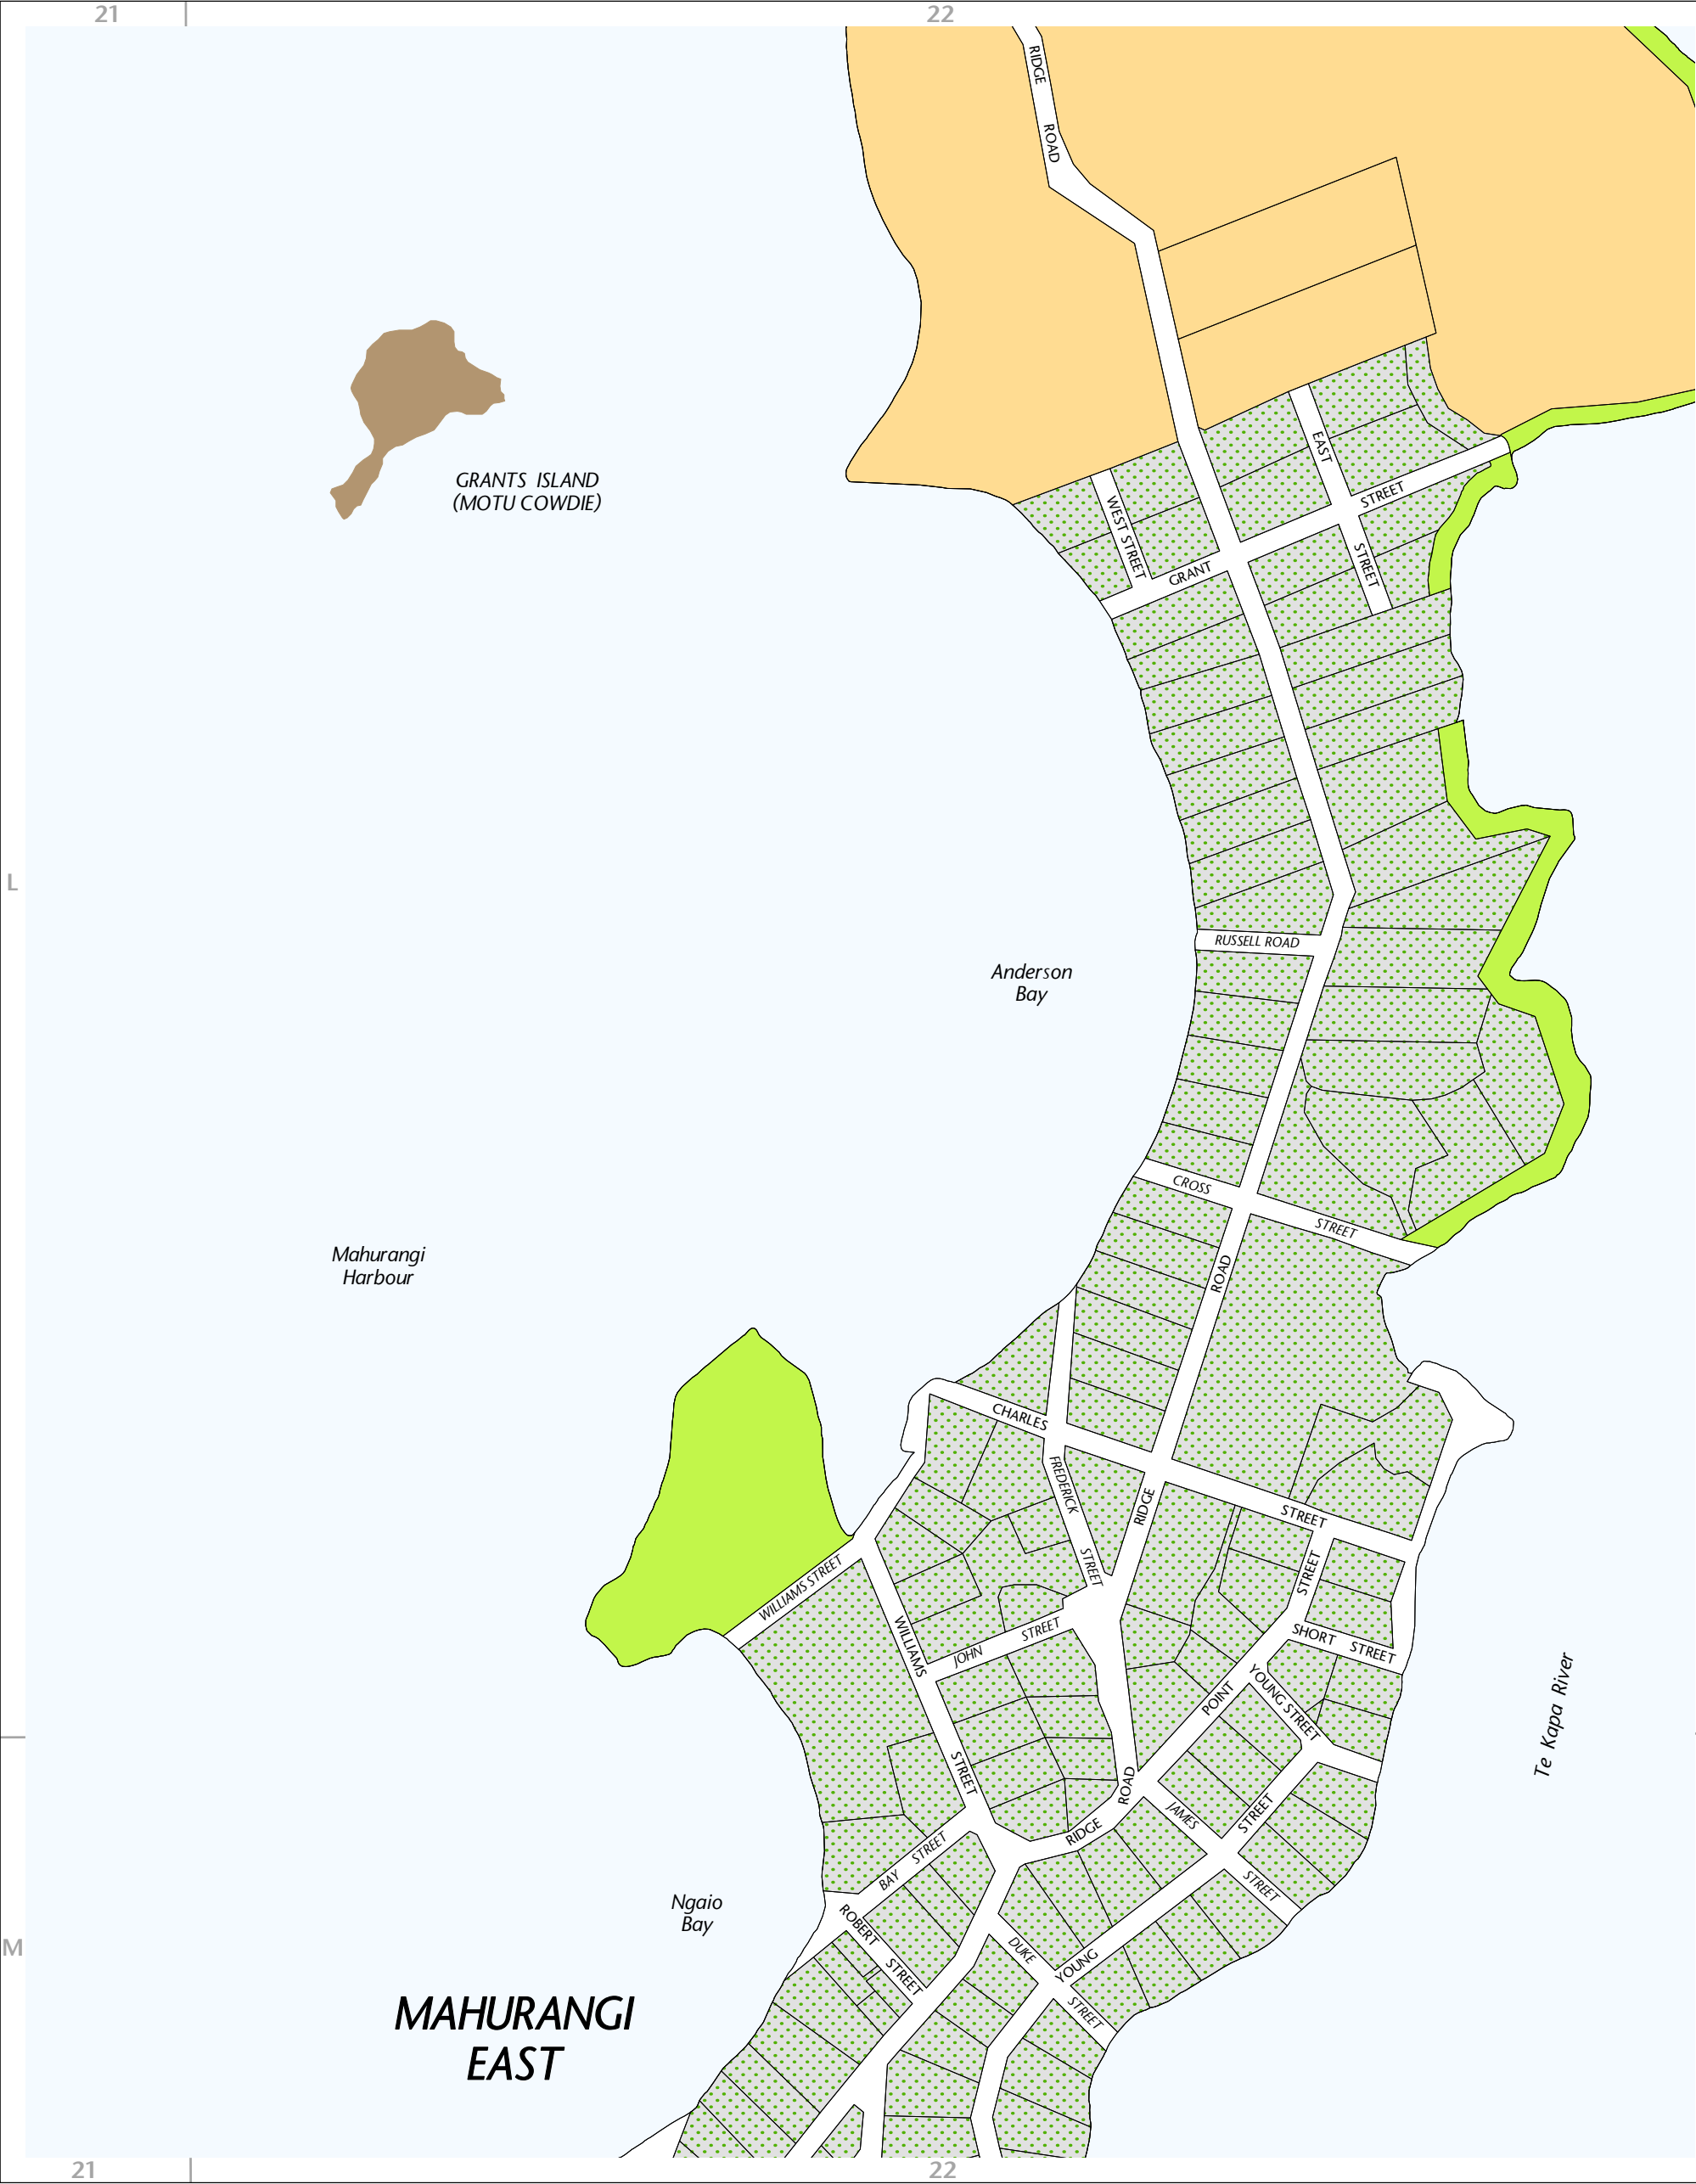 21
22
RIDGE
ROAD
GRANTS ISLAND
(MOTU COWDIE)
EAST
STREET
WEST STREET
GRANT
STREET
L
RUSSELL ROAD
Anderson
Bay
CROSS
STREET
Mahurangi
Harbour
ROAD
CHARLES
FREDERICK
RIDGE
STREET
STREET
STREET
WILLIAMS STREET
WILLIAMS
JOHN
STREET
SHORT STREET
YOUNG STREET
POINT
Te Kapa River
STREET
ROAD
JAMES
STREET
RIDGE
BAY STREET
STREET
Ngaio
Bay
ROBERT
STREET
DUKE
YOUNG
STREET
M
MAHURANGI
EAST
21
22